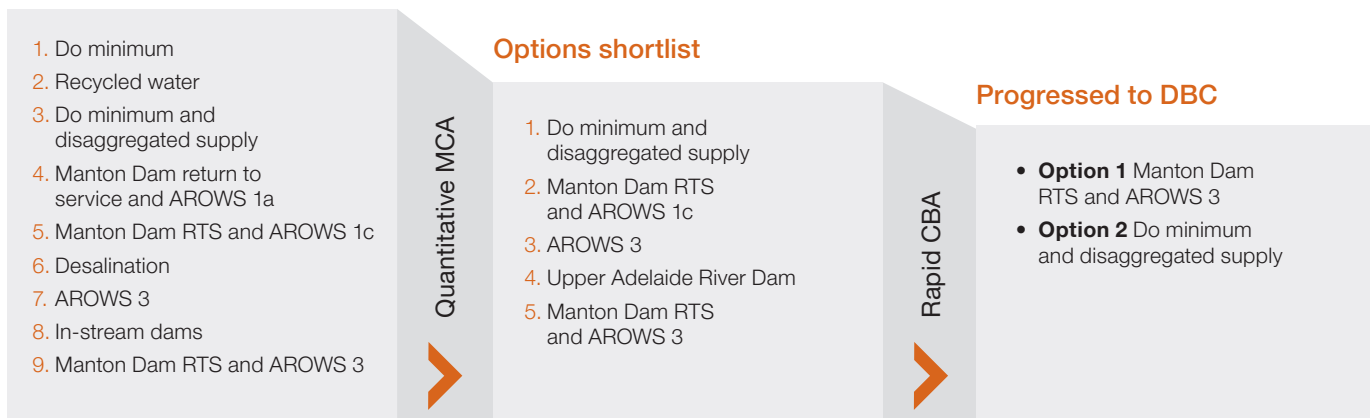 1. Do minimum
2. Recycled water
3. Do minimum and
disaggregated supply
4. Manton Dam return to
service and AROWS 1a
5. Manton Dam RTS and AROWS 1c
6. Desalination
7. AROWS 3
8. In-stream dams
9. Manton Dam RTS and AROWS 3
Quantitative MCA
Options shortlist
1. Do minimum and
disaggregated supply
2. Manton Dam RTS
and AROWS 1c
3. AROWS 3
4. Upper Adelaide River Dam
5. Manton Dam RTS
and AROWS 3
Rapid CBA
Progressed to DBC
• Option 1 Manton Dam
RTS and AROWS 3
• Option 2 Do minimum
and disaggregated supply